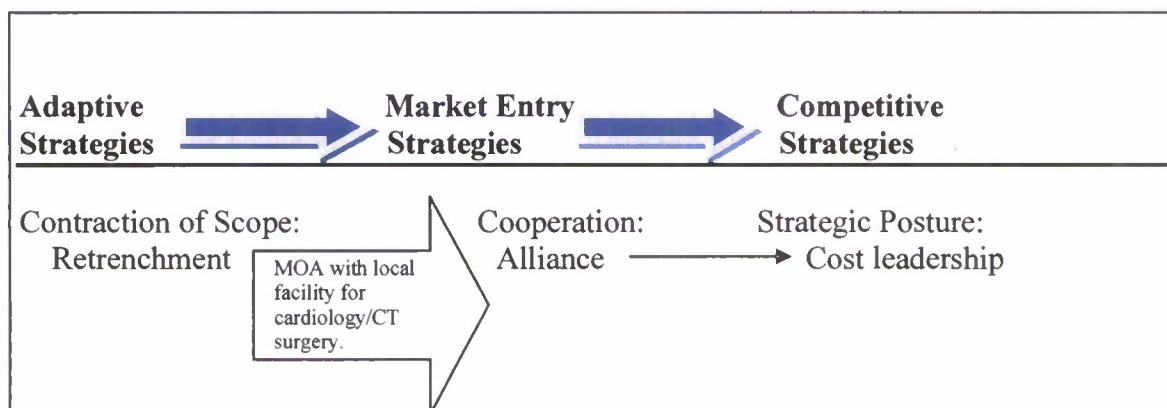 Adaptive
Strategies
Market Entry
Strategies
Competitive
Strategies
Contraction of Scope:
Retrenchment
MOA with local
facility for
cardiology/CT
surgery.
Cooperation:
Alliance
Strategic Posture:
Cost leadership